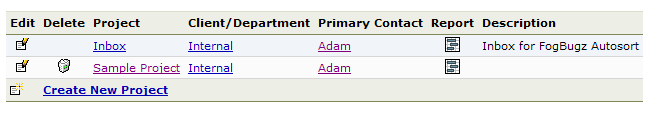 Edit Delete Project Client/Department Primary Contact Report Description
Inbox Internal Adam Inbox for FogBugz Autosort
Sample Project Internal Adam
Create New Project